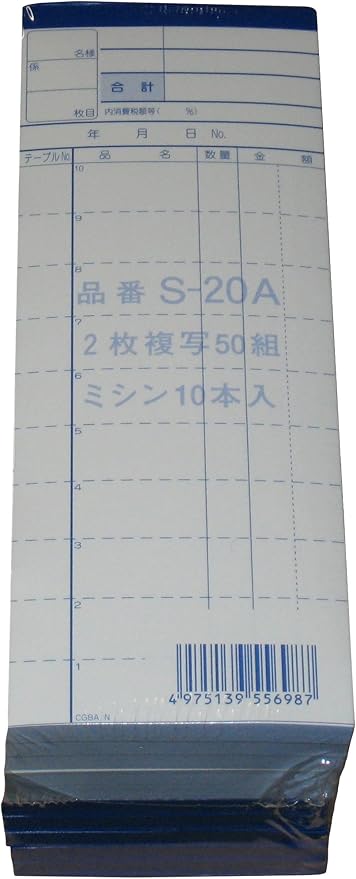 名様
係
合計
枚目 内消費税額等( %)
年 月 日 No.
テーブルNo. 品 名 数量 金 額
10
9
8
品番 S-20A
7
2枚複写50組
6
ミシン10本入
5
4
3
2
1
4 975139 556987
CGBA. N